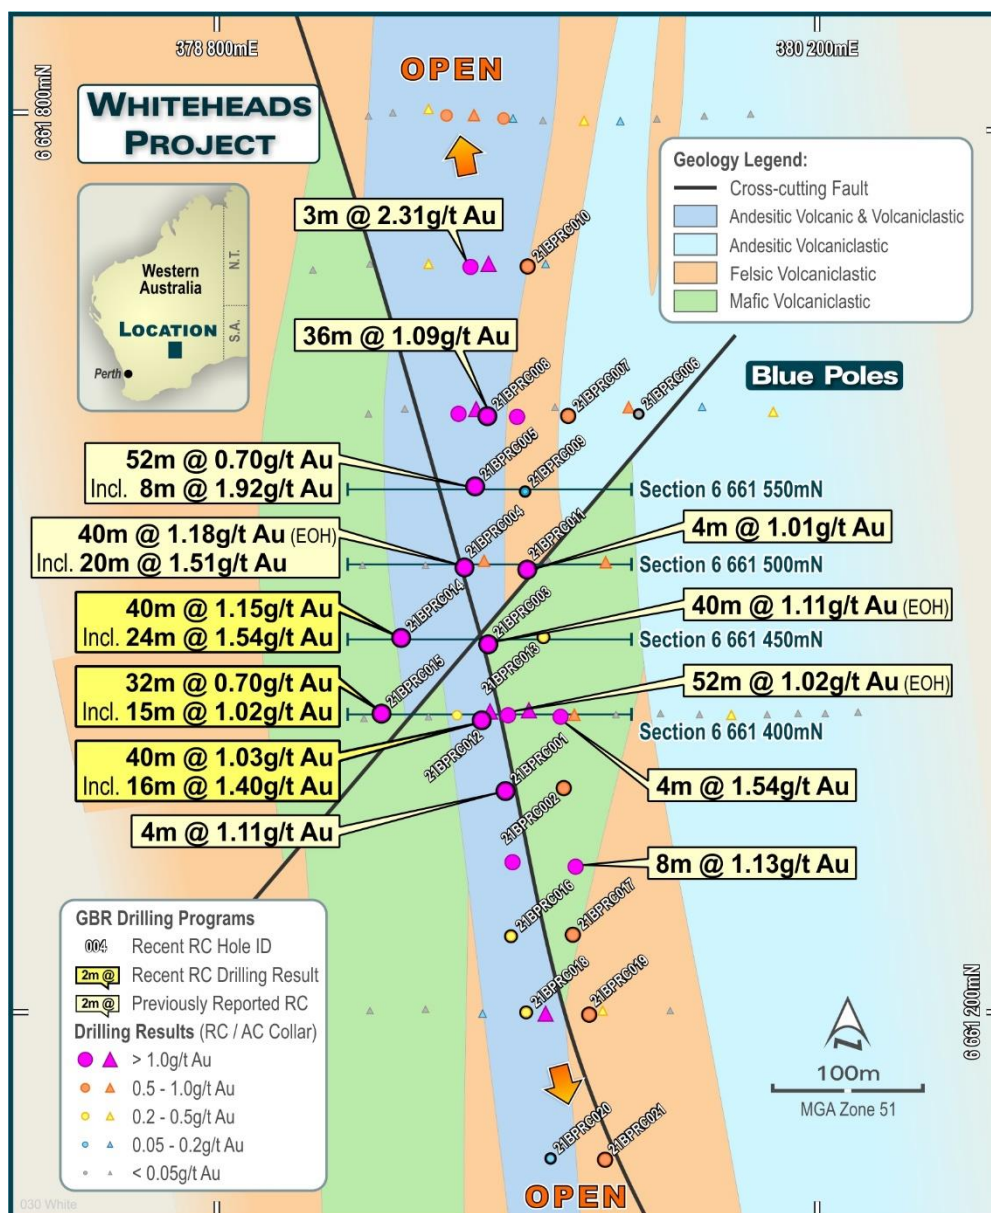 378 800mE
380 200mE
6 661 800mN
OPEN
WHITEHEADS
PROJECT
Geology Legend:
Cross-cutting Fault
Andesitic Volcanic & Volcaniclastic
Andesitic Volcaniclastic
Felsic Volcaniclastic
Mafic Volcaniclastic
Western
Australia
N.T.
S.A.
LOCATION
Perth
3m @ 2.31g/t Au
21BPRC010
36m @ 1.09g/t Au
21BPRC008
21BPRC007
21BPRC006
Blue Poles
52m @ 0.70g/t Au
Incl. 8m @ 1.92g/t Au
21BPRC005
21BPRC009
Section 6 661 550mN
40m @ 1.18g/t Au (EOH)
Incl. 20m @ 1.51g/t Au
21BPRC004
21BPRC011
4m @ 1.01g/t Au
Section 6 661 500mN
40m @ 1.15g/t Au
Incl. 24m @ 1.54g/t Au
21BPRC014
21BPRC003
40m @ 1.11g/t Au (EOH)
Section 6 661 450mN
32m @ 0.70g/t Au
Incl. 15m @ 1.02g/t Au
21BPRC015
21BPRC013
52m @ 1.02g/t Au (EOH)
Section 6 661 400mN
40m @ 1.03g/t Au
Incl. 16m @ 1.40g/t Au
21BPRC012
21BPRC001
4m @ 1.54g/t Au
4m @ 1.11g/t Au
21BPRC002
8m @ 1.13g/t Au
21BPRC016
21BPRC017
21BPRC018
21BPRC019
6 661 200mN
GBR Drilling Programs
004 Recent RC Hole ID
2m @ Recent RC Drilling Result
2m @ Previously Reported RC
Drilling Results (RC / AC Collar)
> 1.0g/t Au
0.5 - 1.0g/t Au
0.2 - 0.5g/t Au
0.05 - 0.2g/t Au
< 0.05g/t Au
N
100m
MGA Zone 51
21BPRC020
21BPRC021
OPEN
030 White